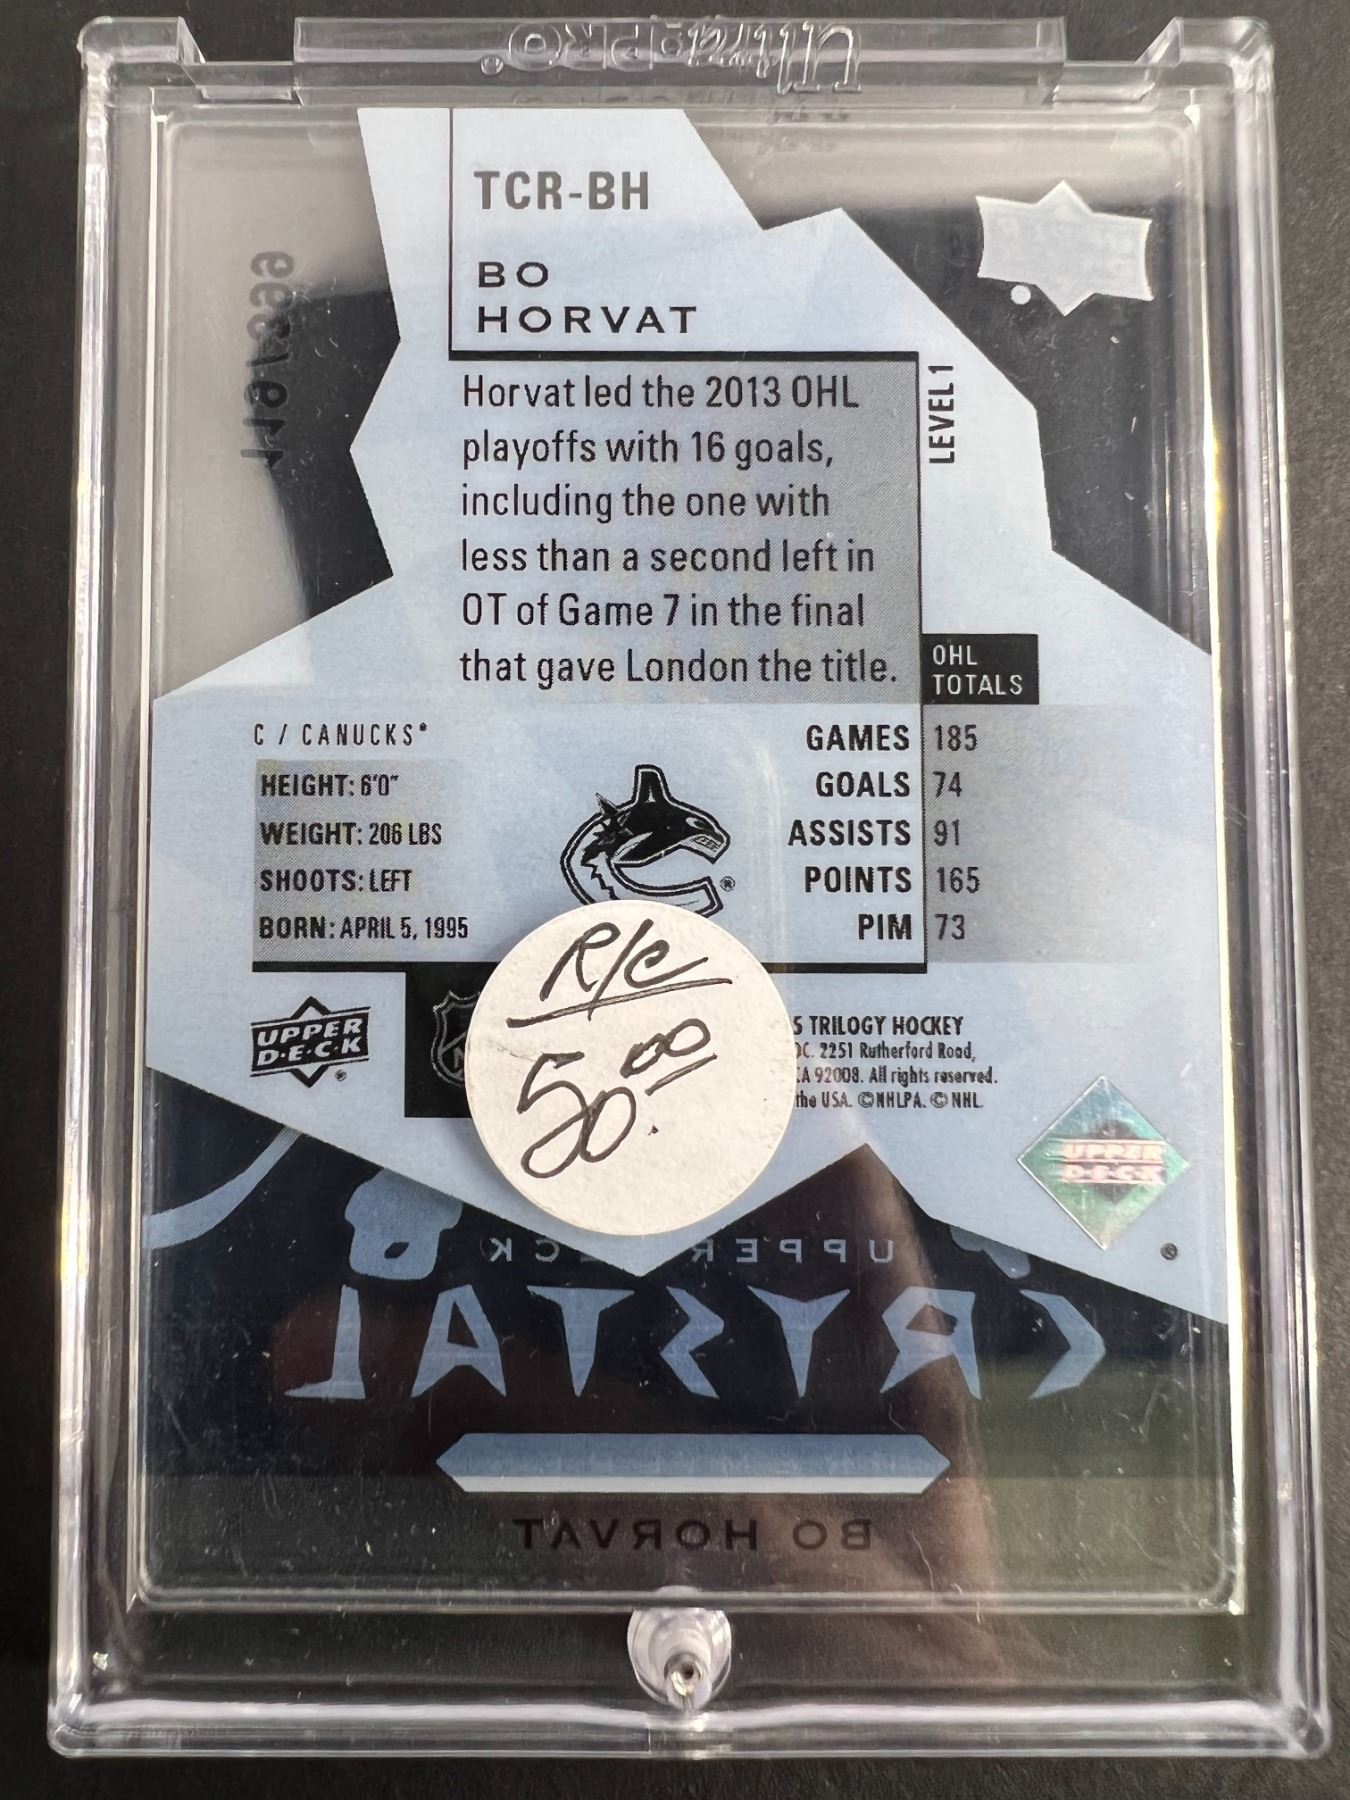 UltraPRO.
TCR-BH
BO
HORVAT
Horvat led the 2013 OHL
playoffs with 16 goals,
including the one with
less than a second left in
OT of Game 7 in the final
that gave London the title.
LEVEL 1
OHL
TOTALS
GAMES 185
GOALS 74
ASSISTS 91
POINTS 165
PIM 73
C / CANUCKS®
HEIGHT: 6'0"
WEIGHT: 206 LBS
SHOOTS: LEFT
BORN: APRIL 5, 1995
UPPER
D·E·C·K
R/C
50.00
5 TRILOGY HOCKEY
2251 Rutherford Road,
CA 92008. All rights reserved.
the USA. ©NHLPA. © NHL.
UPPER
D·E·C·K
UPPER DECK
CRYSTAL
BO HORVAT